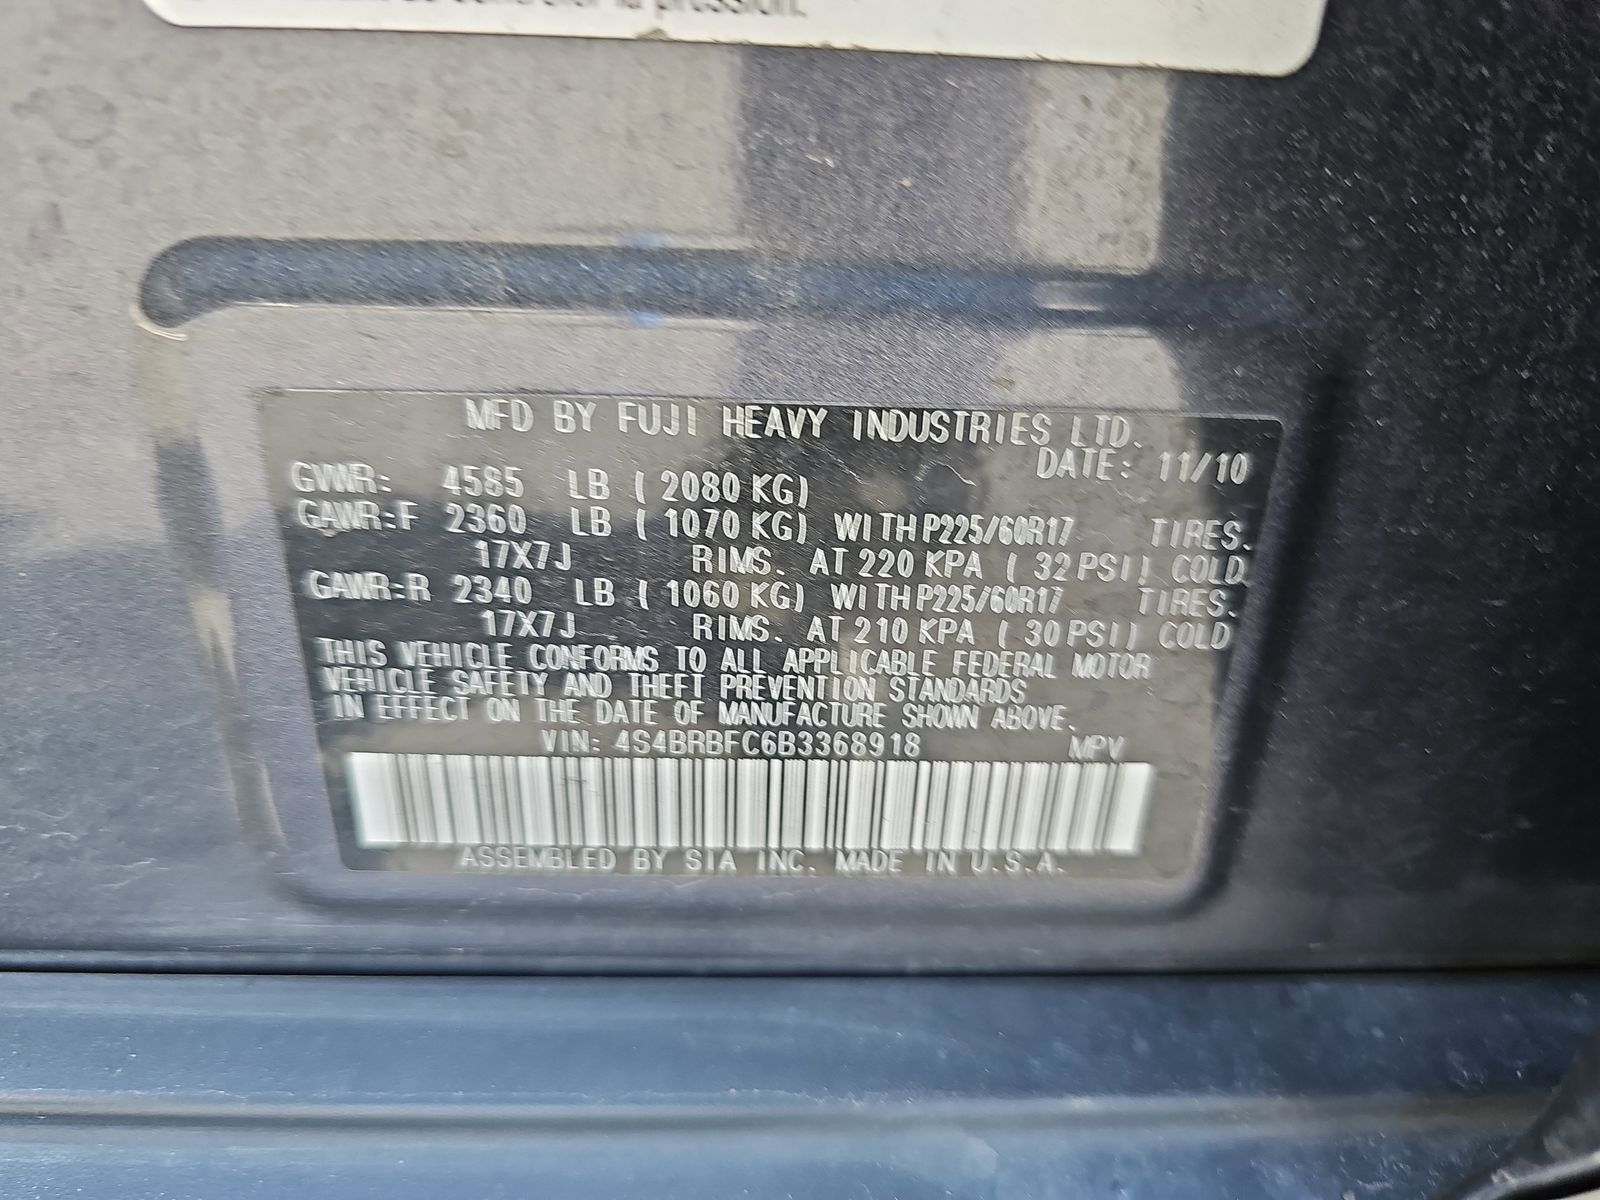 de contrôler la pression.
MFD BY FUJI HEAVY INDUSTRIES LTD.
DATE: 11/10
GVWR: 4585 LB ( 2080 KG)
GAWR:F 2360 LB ( 1070 KG) WITH P225/60R17 TIRES.
17X7J RIMS. AT 220 KPA ( 32 PSI) COLD
GAWR:R 2340 LB ( 1060 KG) WITH P225/60R17 TIRES.
17X7J RIMS. AT 210 KPA ( 30 PSI) COLD
THIS VEHICLE CONFORMS TO ALL APPLICABLE FEDERAL MOTOR
VEHICLE SAFETY AND THEFT PREVENTION STANDARDS
IN EFFECT ON THE DATE OF MANUFACTURE SHOWN ABOVE.
VIN: 4S4BRBFC6B3368918 MPV
ASSEMBLED BY SIA INC. MADE IN U.S.A.